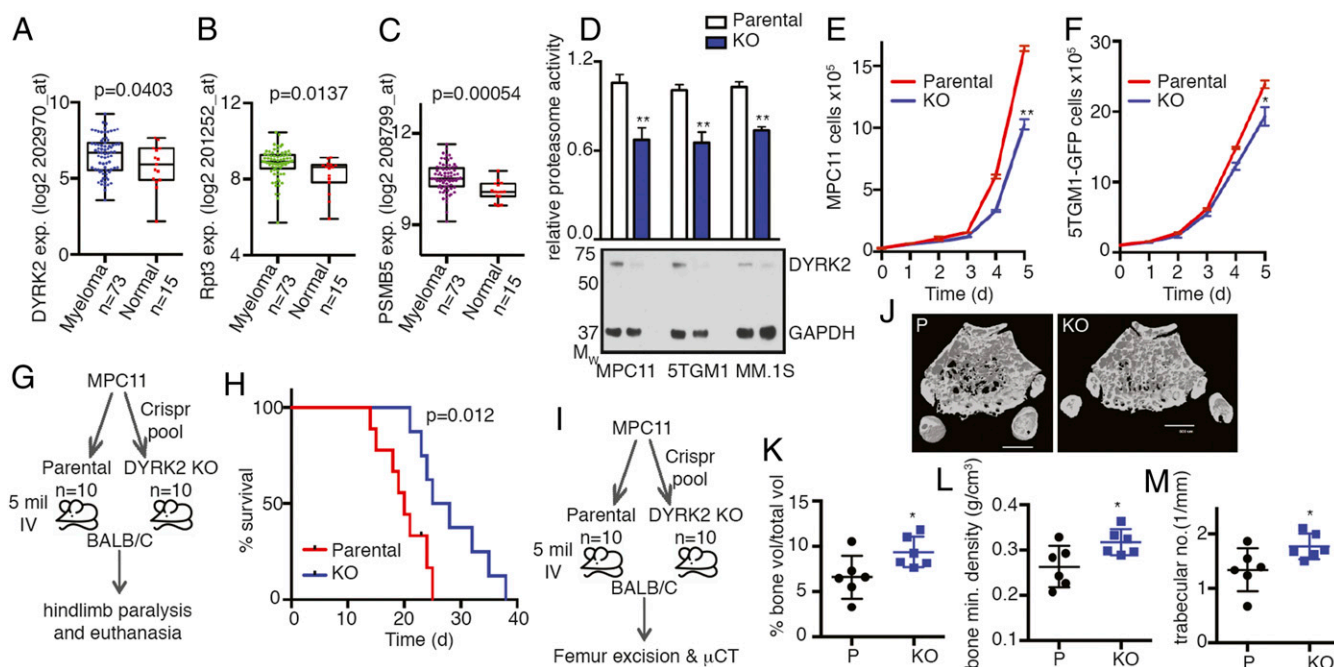 A
p=0.0403
DYRK2 exp. (log2 202970_at)
10
5
0
Myeloma
n=73
Normal
n=15
B
p=0.0137
Rpt3 exp. (log2 201252_at)
12
8
4
Myeloma
n=73
Normal
n=15
C
p=0.00054
PSMB5 exp. (log2 208799_at)
12
9
Myeloma
n=73
Normal
n=15
D
Parental
KO
relative proteasome activity
1.2
0.6
0.0
**
**
**
75
50
37
Mw
DYRK2
GAPDH
MPC11
5TGM1
MM.1S
E
MPC11 cells x10⁵
15
10
5
0
Parental
KO
**
0 1 2 3 4 5
Time (d)
F
5TGM1-GFP cells x10⁵
30
20
10
0
Parental
KO
*
0 1 2 3 4 5
Time (d)
G
MPC11
Crispr
pool
Parental
DYRK2 KO
n=10
n=10
5 mil
IV
BALB/C
hindlimb paralysis
and euthanasia
H
p=0.012
% survival
100
50
0
Parental
KO
0 10 20 30 40
Time (d)
I
MPC11
Crispr
pool
Parental
DYRK2 KO
n=10
n=10
5 mil
IV
BALB/C
Femur excision & μCT
J
P
KO
K
% bone vol/total vol
15
10
5
0
*
P
KO
L
bone min. density (g/cm³)
0.4
0.3
0.2
0.1
*
P
KO
M
trabecular no.(1/mm)
2
1
0
*
P
KO